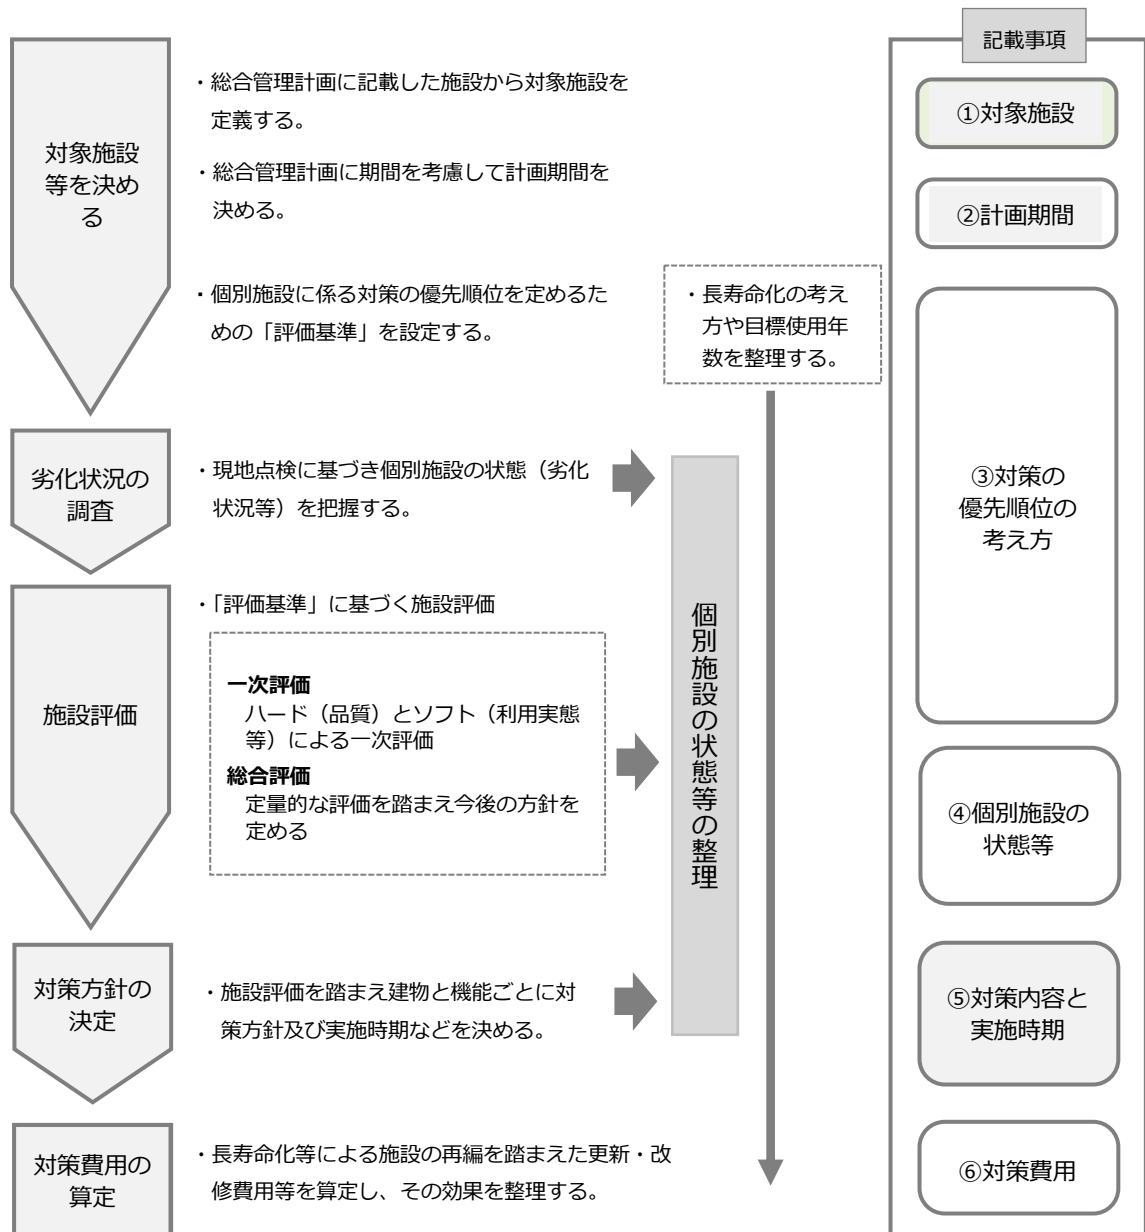 対象施設
等を決め
る
・総合管理計画に記載した施設から対象施設を
定義する。
・総合管理計画に期間を考慮して計画期間を
決める。
・個別施設に係る対策の優先順位を定めるた
めの「評価基準」を設定する。
・長寿命化の考え
方や目標使用年
数を整理する。
劣化状況の
調査
・現地点検に基づき個別施設の状態（劣化
状況等）を把握する。
施設評価
・「評価基準」に基づく施設評価
一次評価
ハード（品質）とソフト（利用実態
等）による一次評価
総合評価
定量的な評価を踏まえ今後の方針を
定める
個別施設の状態等の整理
対策方針の
決定
・施設評価を踏まえ建物と機能ごとに対
策方針及び実施時期などを決める。
対策費用の
算定
・長寿命化等による施設の再編を踏まえた更新・改
修費用等を算定し、その効果を整理する。
記載事項
①対象施設
②計画期間
③対策の
優先順位の
考え方
④個別施設の
状態等
⑤対策内容と
実施時期
⑥対策費用